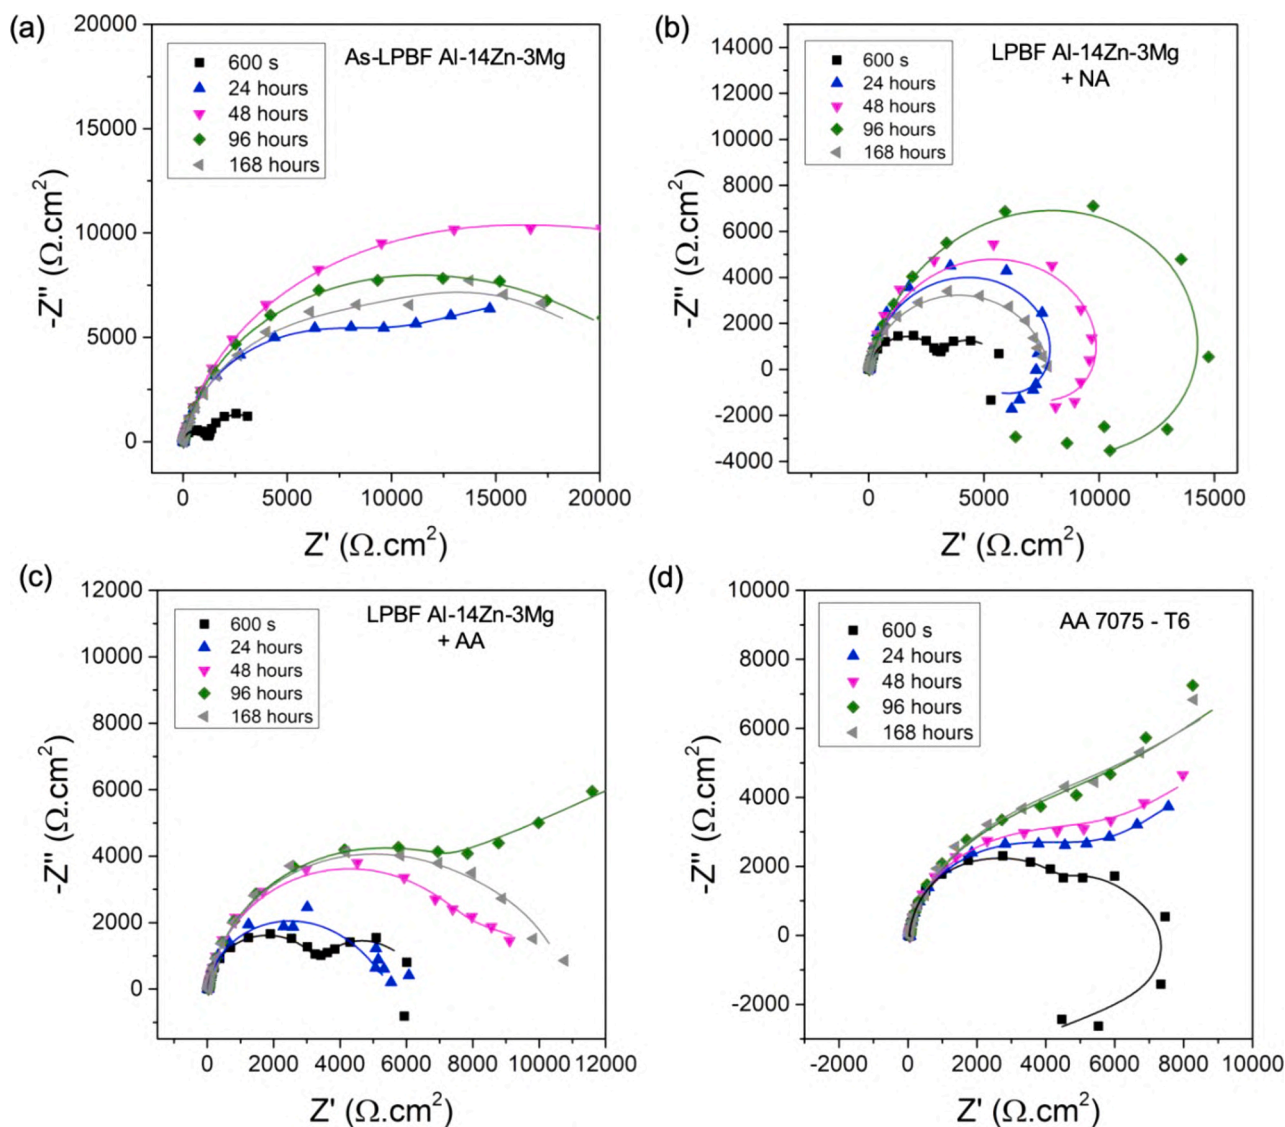 (a)
20000
15000
10000
5000
0
-Z" (Ω.cm²)
600 s
24 hours
48 hours
96 hours
168 hours
As-LPBF Al-14Zn-3Mg
0 5000 10000 15000 20000
Z' (Ω.cm²)
(b)
14000
12000
10000
8000
6000
4000
2000
0
-2000
-4000
-Z" (Ω.cm²)
600 s
24 hours
48 hours
96 hours
168 hours
LPBF Al-14Zn-3Mg
+ NA
0 5000 10000 15000
Z' (Ω.cm²)
(c)
12000
10000
8000
6000
4000
2000
0
-Z" (Ω.cm²)
600 s
24 hours
48 hours
96 hours
168 hours
LPBF Al-14Zn-3Mg
+ AA
0 2000 4000 6000 8000 10000 12000
Z' (Ω.cm²)
(d)
10000
8000
6000
4000
2000
0
-2000
-Z" (Ω.cm²)
600 s
24 hours
48 hours
96 hours
168 hours
AA 7075 - T6
-2000 0 2000 4000 6000 8000 10000
Z' (Ω.cm²)